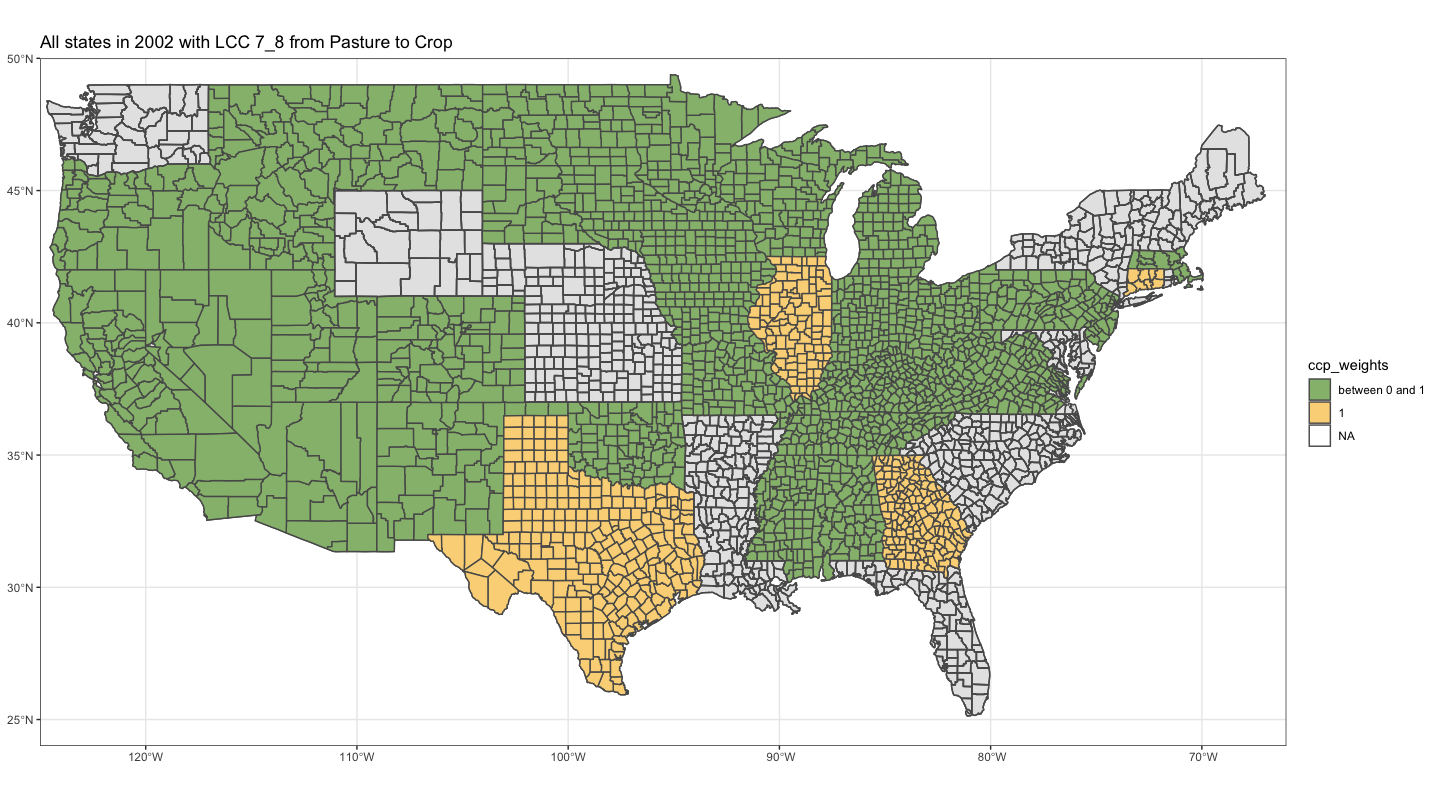 All states in 2002 with LCC 7_8 from Pasture to Crop
50°N
45°N
40°N
35°N
30°N
25°N
120°W
110°W
100°W
90°W
80°W
70°W
ccp_weights
between 0 and 1
1
NA